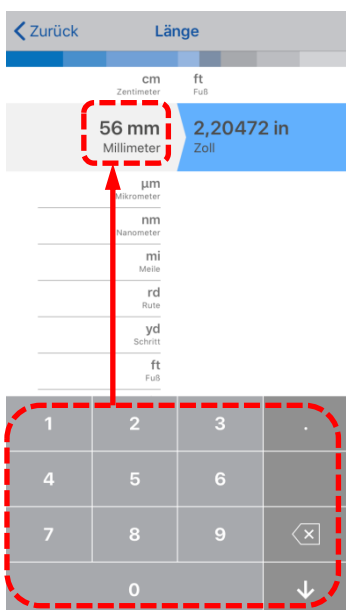 Zurück Länge
cm ft
Zentimeter Fuß
56 mm 2,20472 in
Millimeter Zoll
µm
Mikrometer
nm
Nanometer
mi
Meile
rd
Rute
yd
Schritt
ft
Fuß
1 2 3 .
4 5 6
7 8 9
0